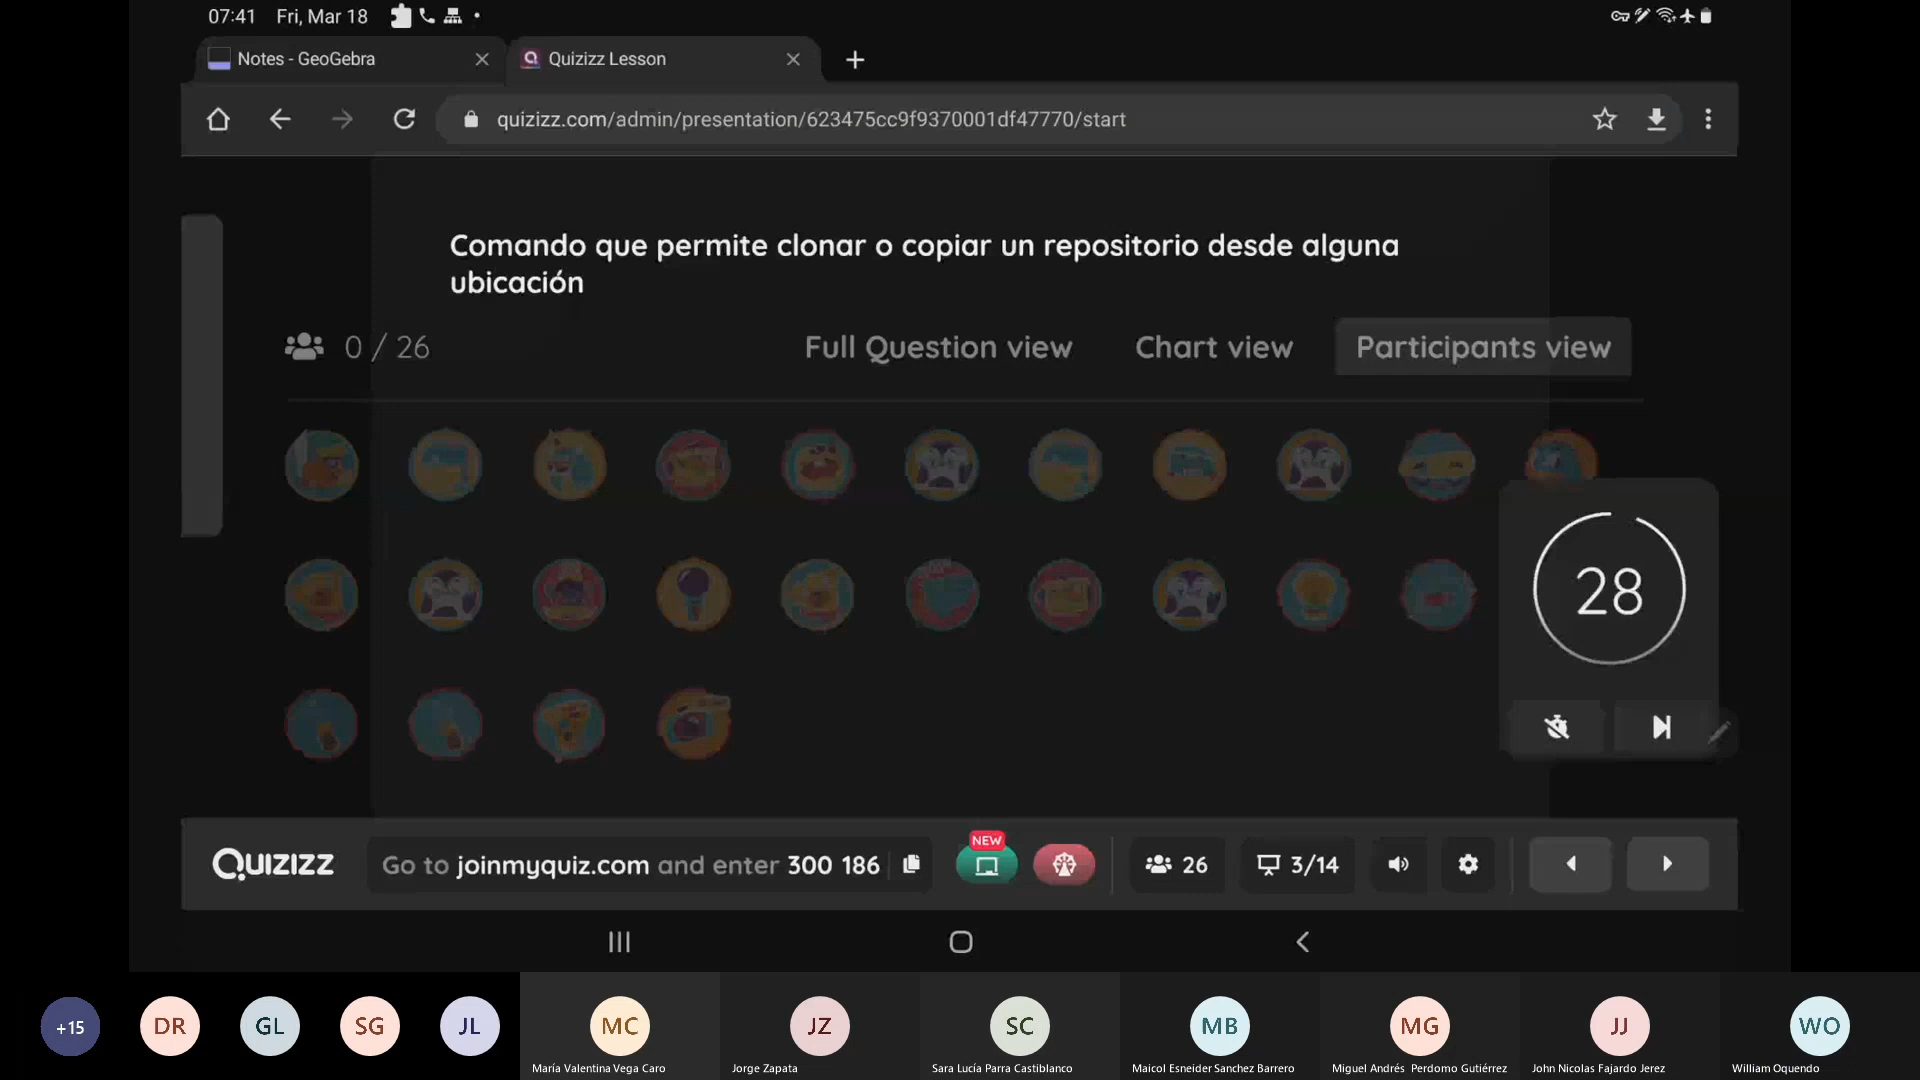 07:41 Fri, Mar 18
Notes - GeoGebra
Quizizz Lesson
quizizz.com/admin/presentation/623475cc9f9370001df47770/start
Comando que permite clonar o copiar un repositorio desde alguna
ubicación
0 / 26
Full Question view
Chart view
Participants view
28
QUIZIZZ
Go to joinmyquiz.com and enter 300 186
NEW
26
3/14
+15
DR
GL
SG
JL
MC
JZ
SC
MB
MG
JJ
WO
María Valentina Vega Caro
Jorge Zapata
Sara Lucía Parra Castiblanco
Maicol Esneider Sanchez Barrero
Miguel Andrés Perdomo Gutiérrez
John Nicolas Fajardo Jerez
William Oquendo